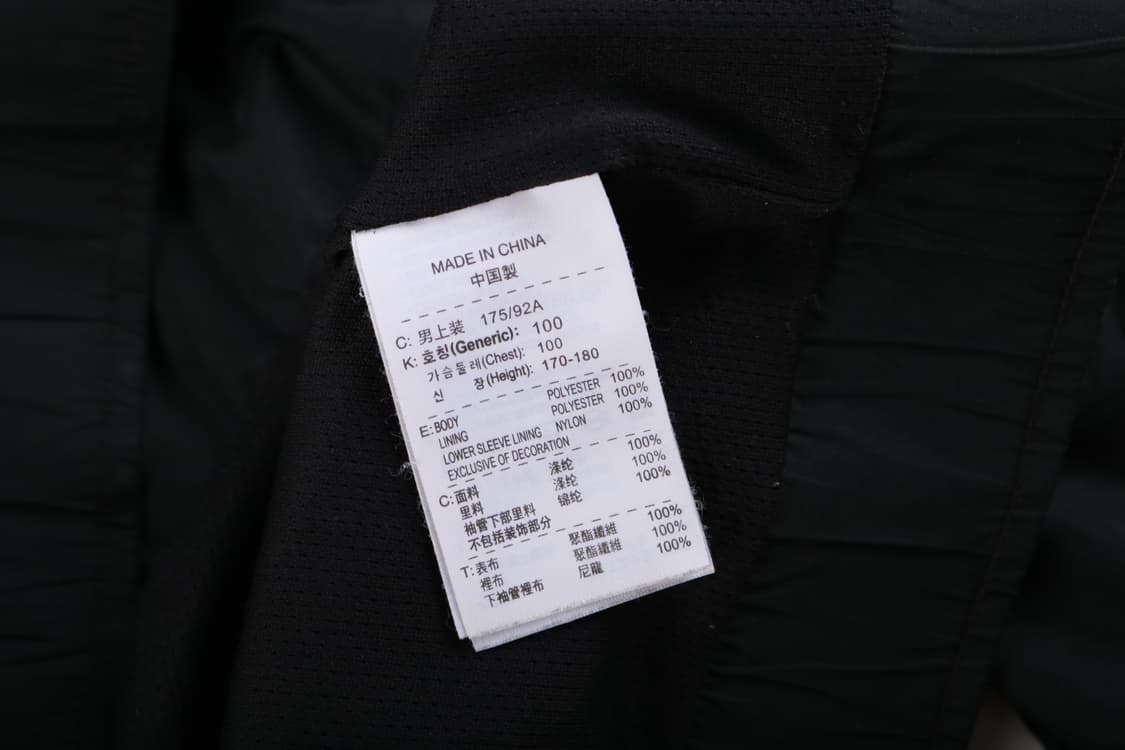 MADE IN CHINA
中国製
C: 男上装 175/92A
K: 호칭(Generic): 100
가슴둘레(Chest): 100
신 장(Height): 170-180
E: BODY POLYESTER 100%
LINING POLYESTER 100%
LOWER SLEEVE LINING NYLON 100%
EXCLUSIVE OF DECORATION
C: 面料 涤纶 100%
里料 涤纶 100%
袖管下部里料 锦纶 100%
不包括装饰部分
T: 表布 聚酯纖維 100%
裡布 聚酯纖維 100%
下袖管裡布 尼龍 100%